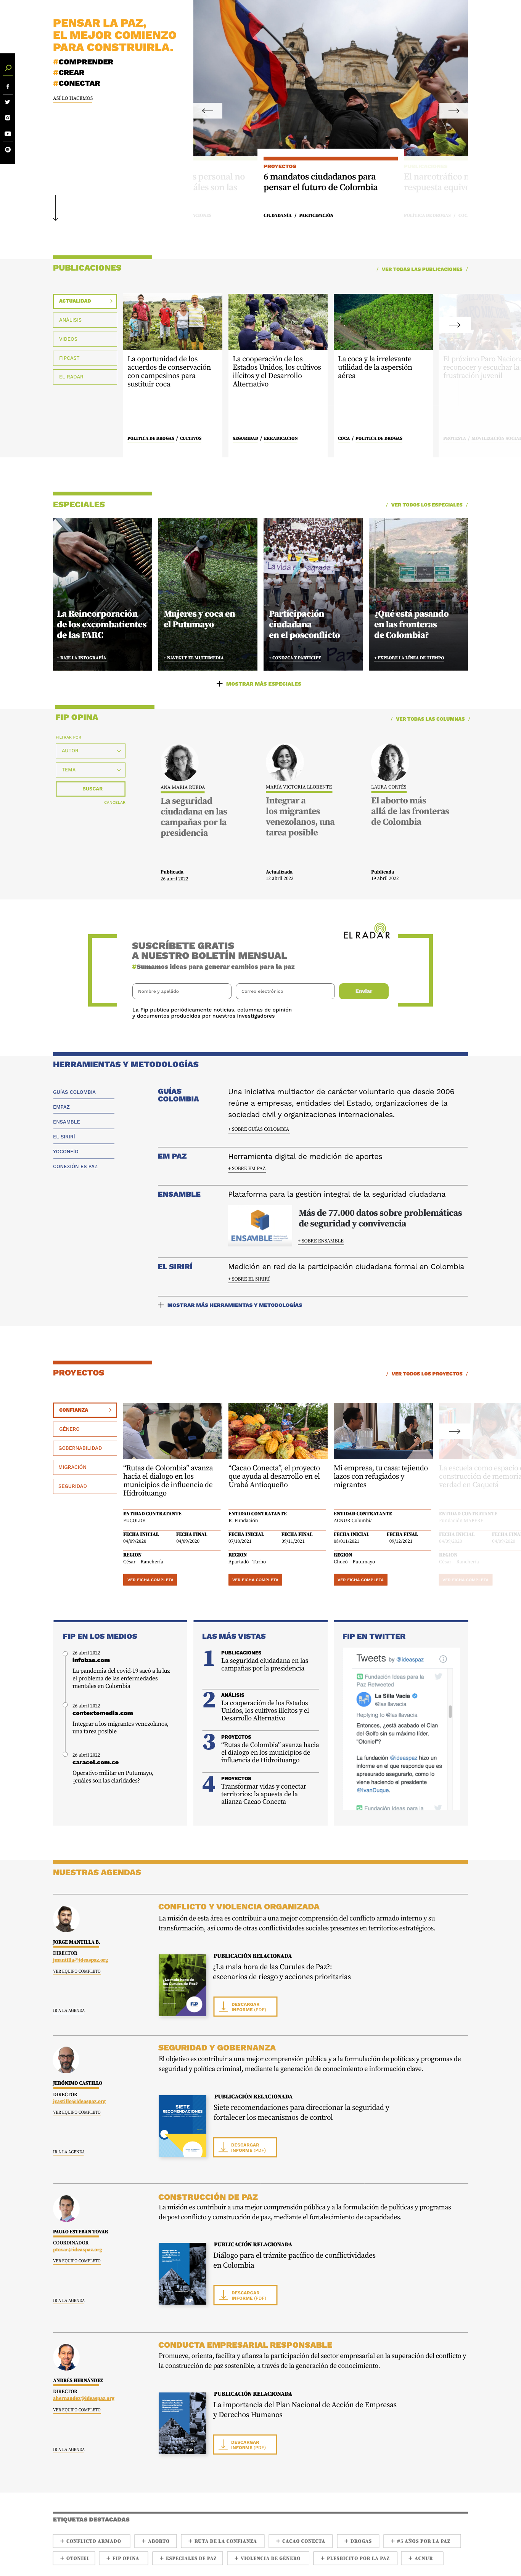 PENSAR LA PAZ,
EL MEJOR COMIENZO
PARA CONSTRUIRLA.
#COMPRENDER
#CREAR
#CONECTAR
ASÍ LO HACEMOS
PROYECTOS
6 mandatos ciudadanos para
pensar el futuro de Colombia
CIUDADANÍA / PARTICIPACIÓN
s personal no
ales son las
El narcotráfico
respuesta equiv
PUBLICACIONES
/ VER TODAS LAS PUBLICACIONES /
ACTUALIDAD
ANÁLISIS
VIDEOS
FIPCAST
EL RADAR
La oportunidad de los
acuerdos de conservación
con campesinos para
sustituir coca
POLITICA DE DROGAS / CULTIVOS
La cooperación de los
Estados Unidos, los cultivos
ilícitos y el Desarrollo
Alternativo
SEGURIDAD / ERRADICACION
La coca y la irrelevante
utilidad de la aspersión
aérea
COCA / POLITICA DE DROGAS
El próximo Paro Nacion
reconocer y escuchar la
frustración juvenil
ESPECIALES
/ VER TODOS LOS ESPECIALES /
La Reincorporación
de los excombatientes
de las FARC
+ BAJE LA INFOGRAFÍA
Mujeres y coca en
el Putumayo
+ NAVEGUE EL MULTIMEDIA
La vida es sagrada
Participación
ciudadana
en el posconflicto
+ CONOZCA Y PARTICIPE
¿Qué está pasando
en las fronteras
de Colombia?
+ EXPLORE LA LÍNEA DE TIEMPO
MOSTRAR MÁS ESPECIALES
FIP OPINA
/ VER TODAS LAS COLUMNAS /
FILTRAR POR
AUTOR
TEMA
BUSCAR
CANCELAR
ANA MARIA RUEDA
La seguridad
ciudadana en las
campañas por la
presidencia
Publicada
26 abril 2022
MARÍA VICTORIA LLORENTE
Integrar a
los migrantes
venezolanos, una
tarea posible
Actualizada
12 abril 2022
LAURA CORTÉS
El aborto más
allá de las fronteras
de Colombia
Publicada
19 abril 2022
EL RADAR
SUSCRÍBETE GRATIS
A NUESTRO BOLETÍN MENSUAL
#Sumamos ideas para generar cambios para la paz
Nombre y apellido
Correo electrónico
Enviar
La Fip publica periódicamente noticias, columnas de opinión
y documentos producidos por nuestros investigadores
HERRAMIENTAS Y METODOLOGÍAS
GUÍAS COLOMBIA
EMPAZ
ENSAMBLE
EL SIRIRÍ
YOCONFÍO
CONEXIÓN ES PAZ
GUÍAS
COLOMBIA
Una iniciativa multiactor de carácter voluntario que desde 2006
reúne a empresas, entidades del Estado, organizaciones de la
sociedad civil y organizaciones internacionales.
+ SOBRE GUÍAS COLOMBIA
EM PAZ
Herramienta digital de medición de aportes
+ SOBRE EM PAZ
ENSAMBLE
Plataforma para la gestión integral de la seguridad ciudadana
ENSAMBLE
Más de 77.000 datos sobre problemáticas
de seguridad y convivencia
+ SOBRE ENSAMBLE
EL SIRIRÍ
Medición en red de la participación ciudadana formal en Colombia
+ SOBRE EL SIRIRÍ
MOSTRAR MÁS HERRAMIENTAS Y METODOLOGÍAS
PROYECTOS
/ VER TODOS LOS PROYECTOS /
CONFIANZA
GÉNERO
GOBERNABILIDAD
MIGRACIÓN
SEGURIDAD
"Rutas de Colombia" avanza
hacia el dialogo en los
municipios de influencia de
Hidroituango
ENTIDAD CONTRATANTE
FUCOLDE
FECHA INICIAL FECHA FINAL
04/09/2020 04/09/2020
REGION
César – Ranchería
VER FICHA COMPLETA
"Cacao Conecta", el proyecto
que ayuda al desarrollo en el
Urabá Antioqueño
ENTIDAD CONTRATANTE
IC Fundación
FECHA INICIAL FECHA FINAL
07/10/2021 09/11/2021
REGION
Apartadó– Turbo
VER FICHA COMPLETA
Mi empresa, tu casa: tejiendo
lazos con refugiados y
migrantes
ENTIDAD CONTRATANTE
ACNUR Colombia
FECHA INICIAL FECHA FINAL
08/011/2021 09/12/2021
REGION
Chocó – Putumayo
VER FICHA COMPLETA
La escuela como espacio
construcción de memoria
verdad en Caquetá
FIP EN LOS MEDIOS
26 abril 2022
infobae.com
La pandemia del covid-19 sacó a la luz
el problema de las enfermedades
mentales en Colombia
26 abril 2022
contextomedia.com
Integrar a los migrantes venezolanos,
una tarea posible
26 abril 2022
caracol.com.co
Operativo militar en Putumayo,
¿cuáles son las claridades?
LAS MÁS VISTAS
1
PUBLICACIONES
La seguridad ciudadana en las
campañas por la presidencia
2
ANÁLISIS
La cooperación de los Estados
Unidos, los cultivos ilícitos y el
Desarrollo Alternativo
3
PROYECTOS
"Rutas de Colombia" avanza hacia
el dialogo en los municipios de
influencia de Hidroituango
4
PROYECTOS
Transformar vidas y conectar
territorios: la apuesta de la
alianza Cacao Conecta
FIP EN TWITTER
Tweets by @ideaspaz
Fundación Ideas para la
Paz Retweeted
La Silla Vacía
@lasillavacia
Replying to @lasillavacia
Entonces, ¿está acabado el Clan
del Golfo sin su máximo líder,
"Otoniel"?
La fundación @ideaspaz hizo un
informe en el que responde que es
apresurado asegurarlo, como lo
viene haciendo el presidente
@IvanDuque.
Fundación Ideas para la
NUESTRAS AGENDAS
JORGE MANTILLA B.
DIRECTOR
jmantilla@ideaspaz.org
VER EQUIPO COMPLETO
IR A LA AGENDA
CONFLICTO Y VIOLENCIA ORGANIZADA
La misión de esta área es contribuir a una mejor comprensión del conflicto armado interno y su
transformación, así como de otras conflictividades sociales presentes en territorios estratégicos.
FIP
PUBLICACIÓN RELACIONADA
¿La mala hora de las Curules de Paz?:
escenarios de riesgo y acciones prioritarias
DESCARGAR
INFORME (PDF)
JERÓNIMO CASTILLO
DIRECTOR
jcastillo@ideaspaz.org
VER EQUIPO COMPLETO
IR A LA AGENDA
SEGURIDAD Y GOBERNANZA
El objetivo es contribuir a una mejor comprensión pública y a la formulación de políticas y programas de
seguridad y política criminal, mediante la generación de conocimiento e información clave.
SIETE
RECOMENDACIONES
PUBLICACIÓN RELACIONADA
Siete recomendaciones para direccionar la seguridad y
fortalecer los mecanismos de control
DESCARGAR
INFORME (PDF)
PAULO ESTEBAN TOVAR
COORDINADOR
ptovar@ideaspaz.org
VER EQUIPO COMPLETO
IR A LA AGENDA
CONSTRUCCIÓN DE PAZ
La misión es contribuir a una mejor comprensión pública y a la formulación de políticas y programas
de post conflicto y construcción de paz, mediante el fortalecimiento de capacidades.
PUBLICACIÓN RELACIONADA
Diálogo para el trámite pacífico de conflictividades
en Colombia
DESCARGAR
INFORME (PDF)
ANDRÉS HERNÁNDEZ
DIRECTOR
ahernandez@ideaspaz.org
VER EQUIPO COMPLETO
IR A LA AGENDA
CONDUCTA EMPRESARIAL RESPONSABLE
Promueve, orienta, facilita y afianza la participación del sector empresarial en la superación del conflicto y
la construcción de paz sostenible, a través de la generación de conocimiento.
PUBLICACIÓN RELACIONADA
La importancia del Plan Nacional de Acción de Empresas
y Derechos Humanos
DESCARGAR
INFORME (PDF)
ETIQUETAS DESTACADAS
+ CONFLICTO ARMADO
+ ABORTO
+ RUTA DE LA CONFIANZA
+ CACAO CONECTA
+ DROGAS
+ 05 AÑOS POR LA PAZ
+ OTONIEL
+ FIP OPINA
+ ESPECIALES DE PAZ
+ VIOLENCIA DE GÉNERO
+ PLESBICITO POR LA PAZ
+ ACNUR